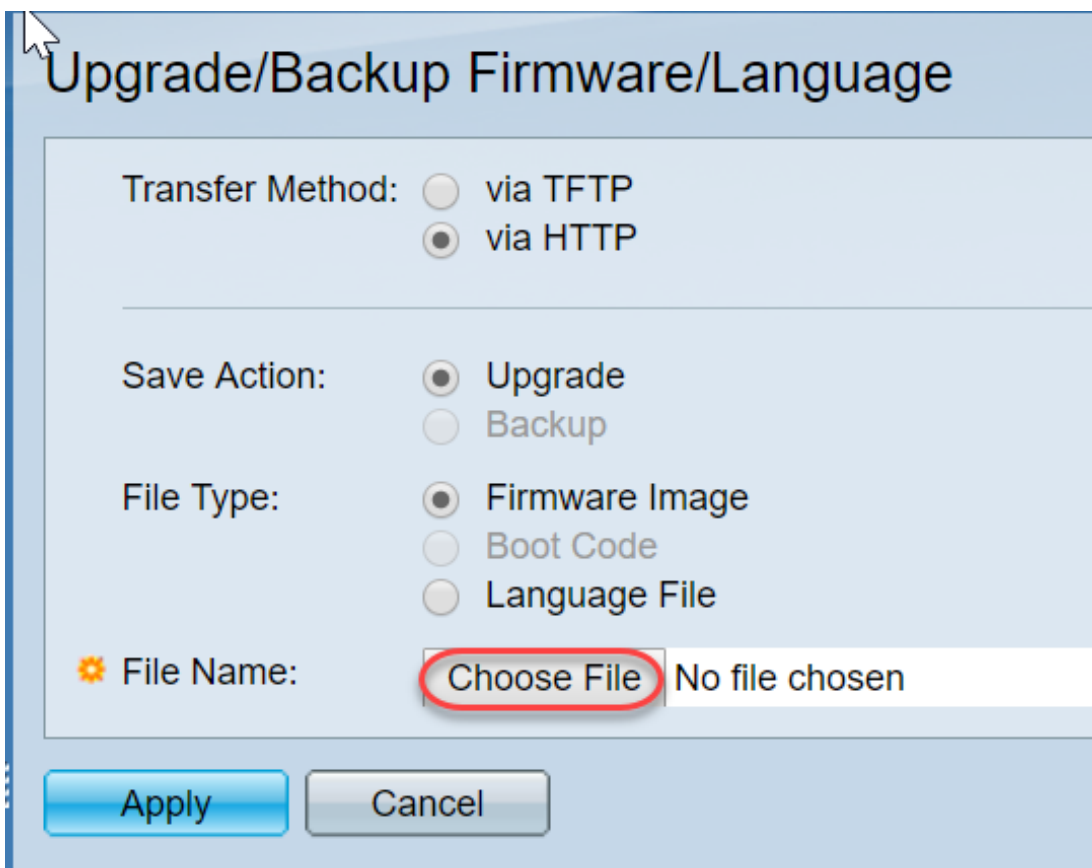 Upgrade/Backup Firmware/Language
Transfer Method: via TFTP
via HTTP
Save Action: Upgrade
Backup
File Type: Firmware Image
Boot Code
Language File
File Name: Choose File No file chosen
Apply Cancel